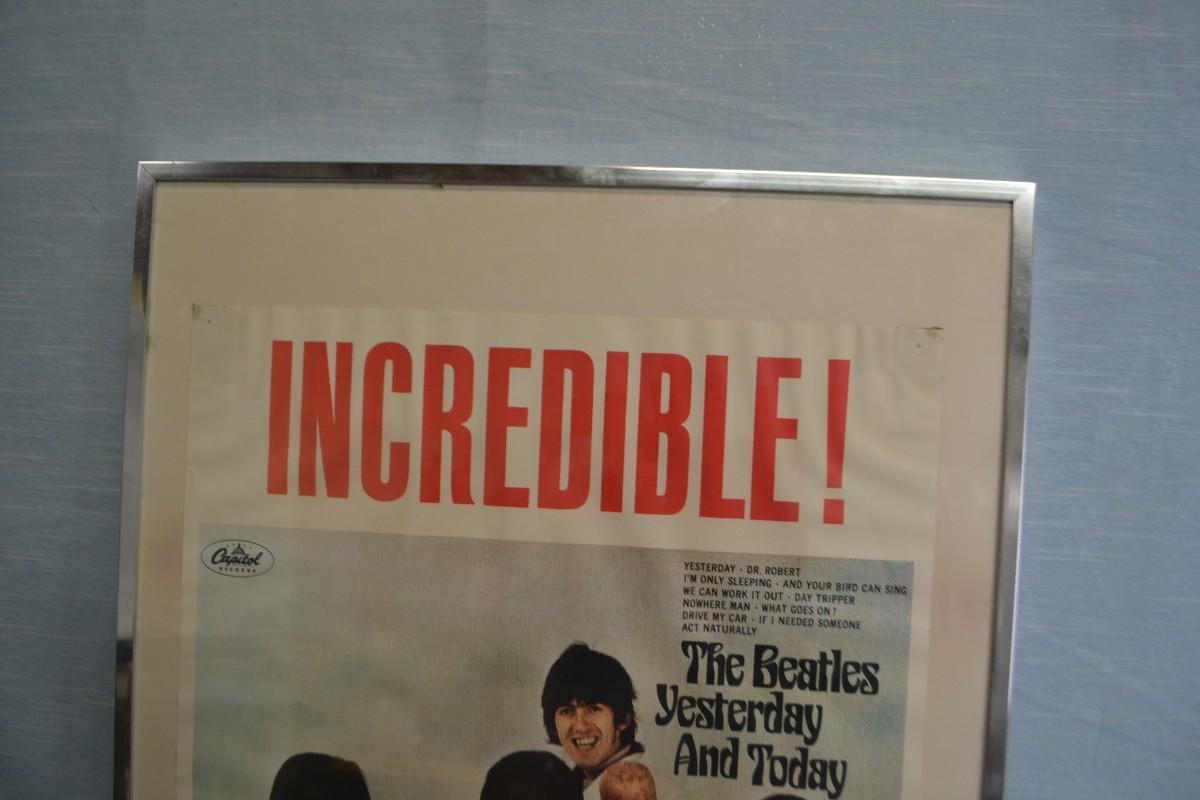 INCREDIBLE!
Capitol
RECORDS
YESTERDAY · DR. ROBERT
I'M ONLY SLEEPING · AND YOUR BIRD CAN SING
WE CAN WORK IT OUT · DAY TRIPPER
NOWHERE MAN · WHAT GOES ON?
DRIVE MY CAR · IF I NEEDED SOMEONE
ACT NATURALLY
The Beatles
Yesterday
And Today